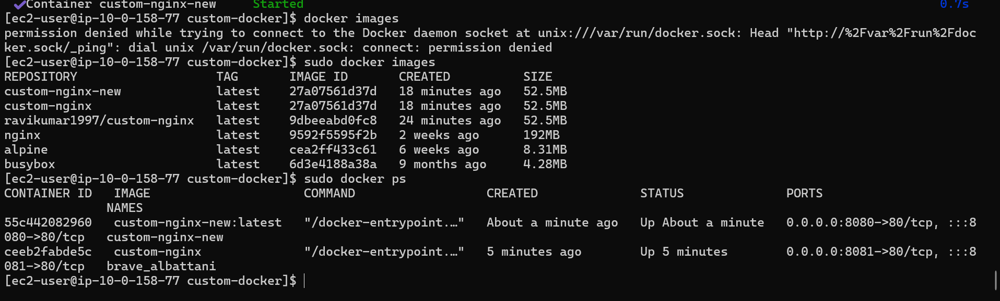 ✔Container custom-nginx-new     Started                0.7s
[ec2-user@ip-10-0-158-77 custom-docker]$ docker images
permission denied while trying to connect to the Docker daemon socket at unix:///var/run/docker.sock: Head "http://%2Fvar%2Frun%2Fdoc
ker.sock/_ping": dial unix /var/run/docker.sock: connect: permission denied
[ec2-user@ip-10-0-158-77 custom-docker]$ sudo docker images
REPOSITORY                   TAG       IMAGE ID       CREATED          SIZE
custom-nginx-new             latest    27a07561d37d   18 minutes ago   52.5MB
custom-nginx                 latest    27a07561d37d   18 minutes ago   52.5MB
ravikumar1997/custom-nginx   latest    9dbeeabd0fc8   24 minutes ago   52.5MB
nginx                        latest    9592f5595f2b   2 weeks ago      192MB
alpine                       latest    cea2ff433c61   6 weeks ago      8.31MB
busybox                      latest    6d3e4188a38a   9 months ago     4.28MB
[ec2-user@ip-10-0-158-77 custom-docker]$ sudo docker ps
CONTAINER ID   IMAGE                     COMMAND                  CREATED              STATUS              PORTS
              NAMES
55c442082960   custom-nginx-new:latest   "/docker-entrypoint.…"   About a minute ago   Up About a minute   0.0.0.0:8080->80/tcp, :::8
080->80/tcp   custom-nginx-new
ceeb2fabde5c   custom-nginx              "/docker-entrypoint.…"   5 minutes ago        Up 5 minutes        0.0.0.0:8081->80/tcp, :::8
081->80/tcp   brave_albattani
[ec2-user@ip-10-0-158-77 custom-docker]$